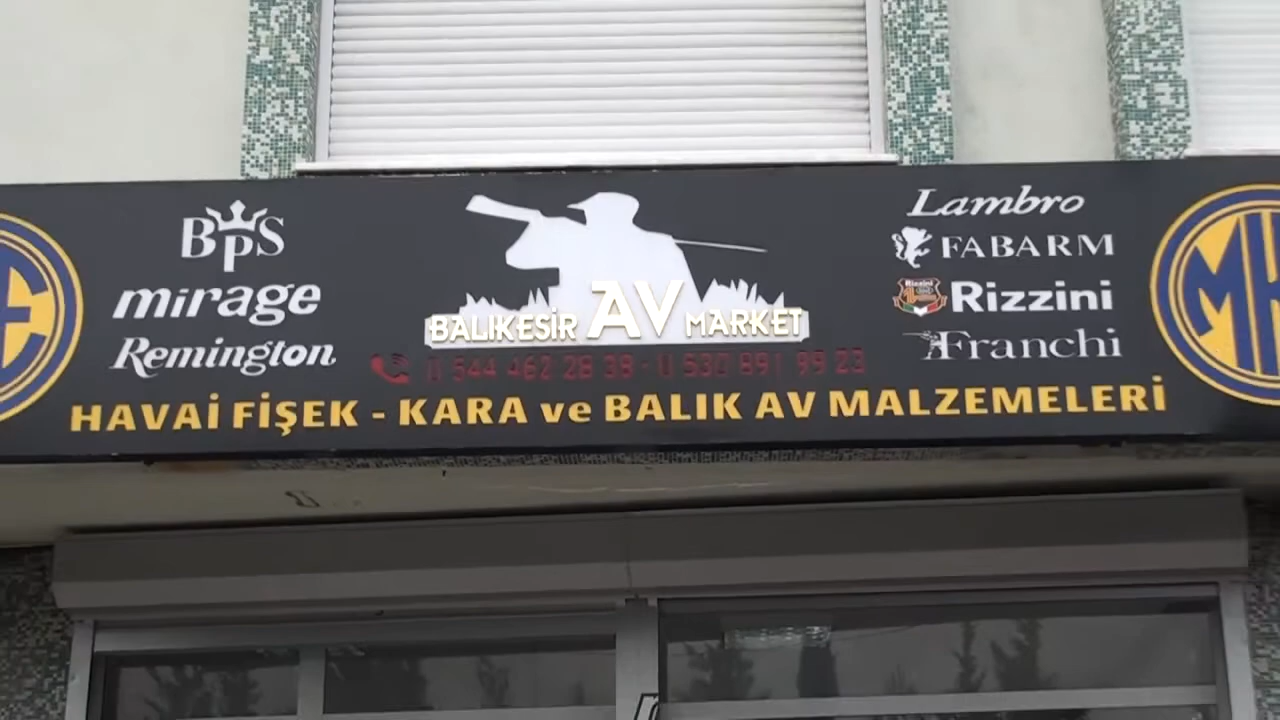 BPS
mirage
Remington
BALIKESİR AV MARKET
0 544 462 28 39 - 0 530 891 99 23
Lambro
FABARM
Rizzini
Rizzini
Franchi
HAVAİ FİŞEK - KARA ve BALIK AV MALZEMELERİ